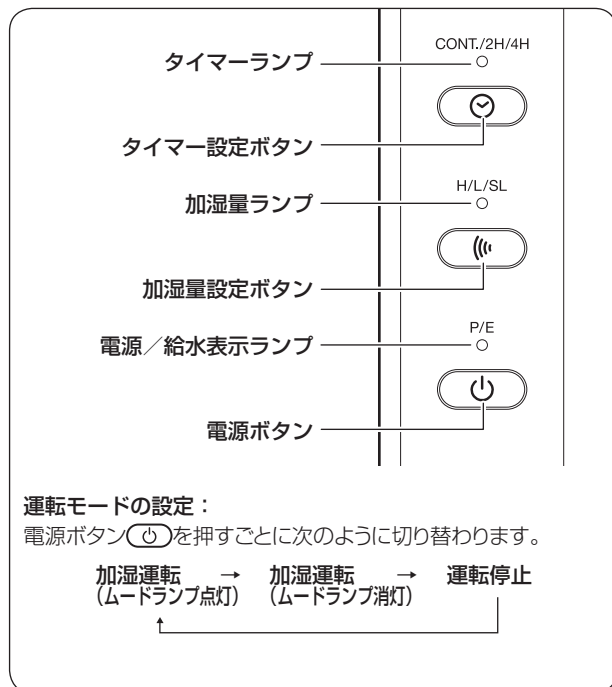 CONT./2H/4H
タイマーランプ
タイマー設定ボタン
H/L/SL
加湿量ランプ
加湿量設定ボタン
P/E
電源／給水表示ランプ
電源ボタン
運転モードの設定：
電源ボタンを押すごとに次のように切り替わります。
加湿運転 → 加湿運転 → 運転停止
（ムードランプ点灯） （ムードランプ消灯）